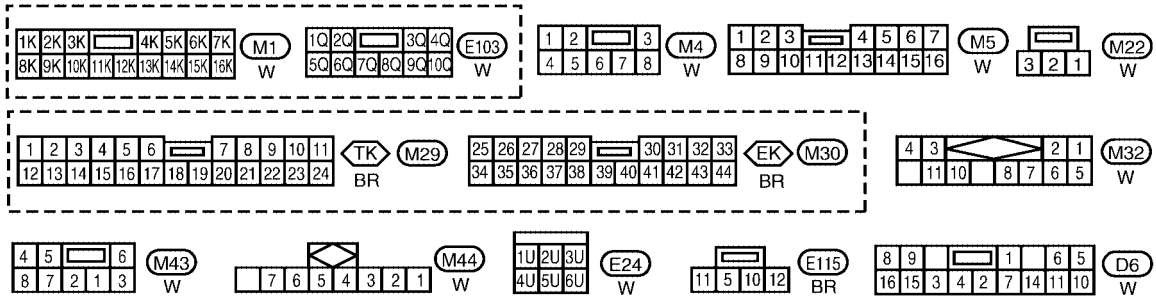 1K 2K 3K 4K 5K 6K 7K
8K 9K 10K 11K 12K 13K 14K 15K 16K
M1
W
1Q 2Q 3Q 4Q
5Q 6Q 7Q 8Q 9Q 10Q
E103
W
1 2 3
4 5 6 7 8
M4
W
1 2 3 4 5 6 7
8 9 10 11 12 13 14 15 16
M5
W
3 2 1
M22
W
1 2 3 4 5 6 7 8 9 10 11
12 13 14 15 16 17 18 19 20 21 22 23 24
TK M29
BR
25 26 27 28 29 30 31 32 33
34 35 36 37 38 39 40 41 42 43 44
EK M30
BR
4 3 2 1
11 10 8 7 6 5
M32
W
4 5 6
8 7 2 1 3
M43
W
7 6 5 4 3 2 1
M44
W
1U 2U 3U
4U 5U 6U
E24
W
11 5 10 12
E115
BR
8 9 1 6 5
16 15 3 4 2 7 14 11 10
D6
W